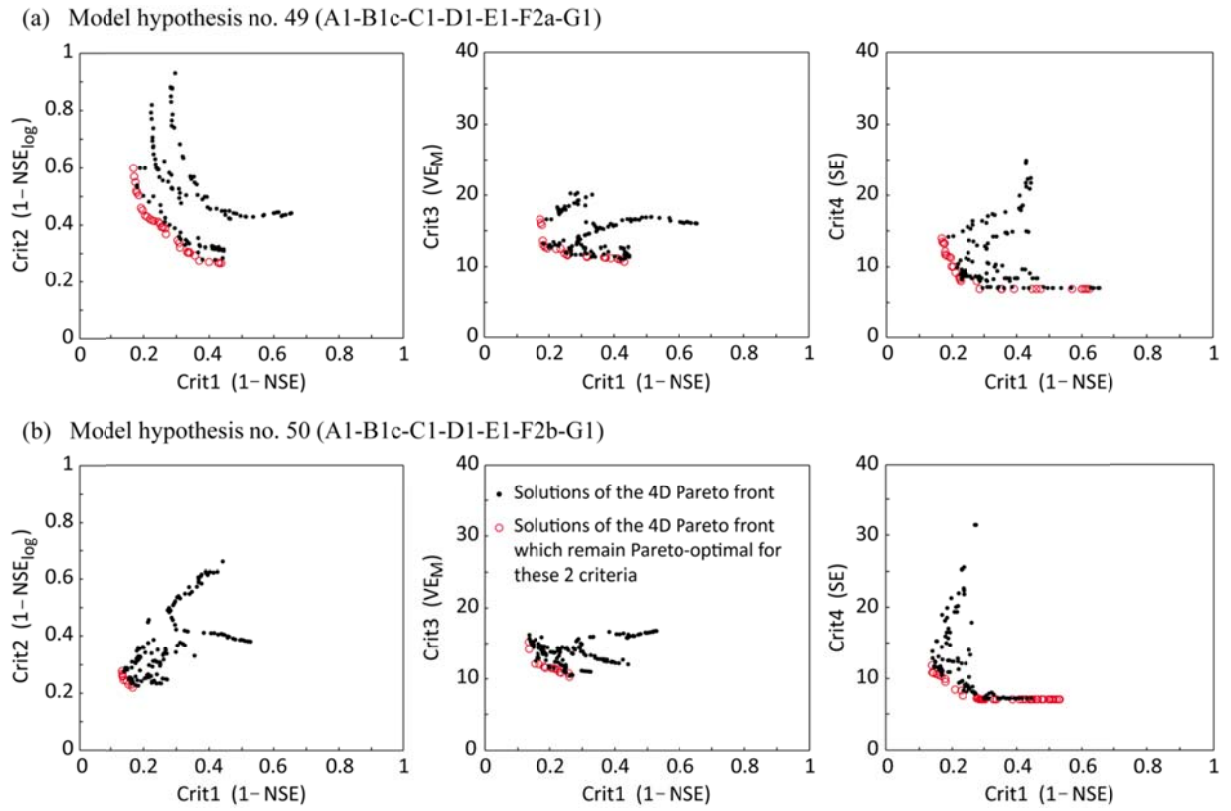 (a) Model hypothesis no. 49 (A1-B1c-C1-D1-E1-F2a-G1)
Crit2 (1− NSElog)
1
0.8
0.6
0.4
0.2
0
0 0.2 0.4 0.6 0.8 1
Crit1 (1− NSE)
Crit3 (VEM)
40
30
20
10
0
0 0.2 0.4 0.6 0.8 1
Crit1 (1− NSE)
Crit4 (SE)
40
30
20
10
0
0 0.2 0.4 0.6 0.8 1
Crit1 (1− NSE)
(b) Model hypothesis no. 50 (A1-B1c-C1-D1-E1-F2b-G1)
Crit2 (1− NSElog)
1
0.8
0.6
0.4
0.2
0
0 0.2 0.4 0.6 0.8 1
Crit1 (1− NSE)
Crit3 (VEM)
40
30
20
10
0
Solutions of the 4D Pareto front
Solutions of the 4D Pareto front
which remain Pareto-optimal for
these 2 criteria
0 0.2 0.4 0.6 0.8 1
Crit1 (1− NSE)
Crit4 (SE)
40
30
20
10
0
0 0.2 0.4 0.6 0.8 1
Crit1 (1− NSE)